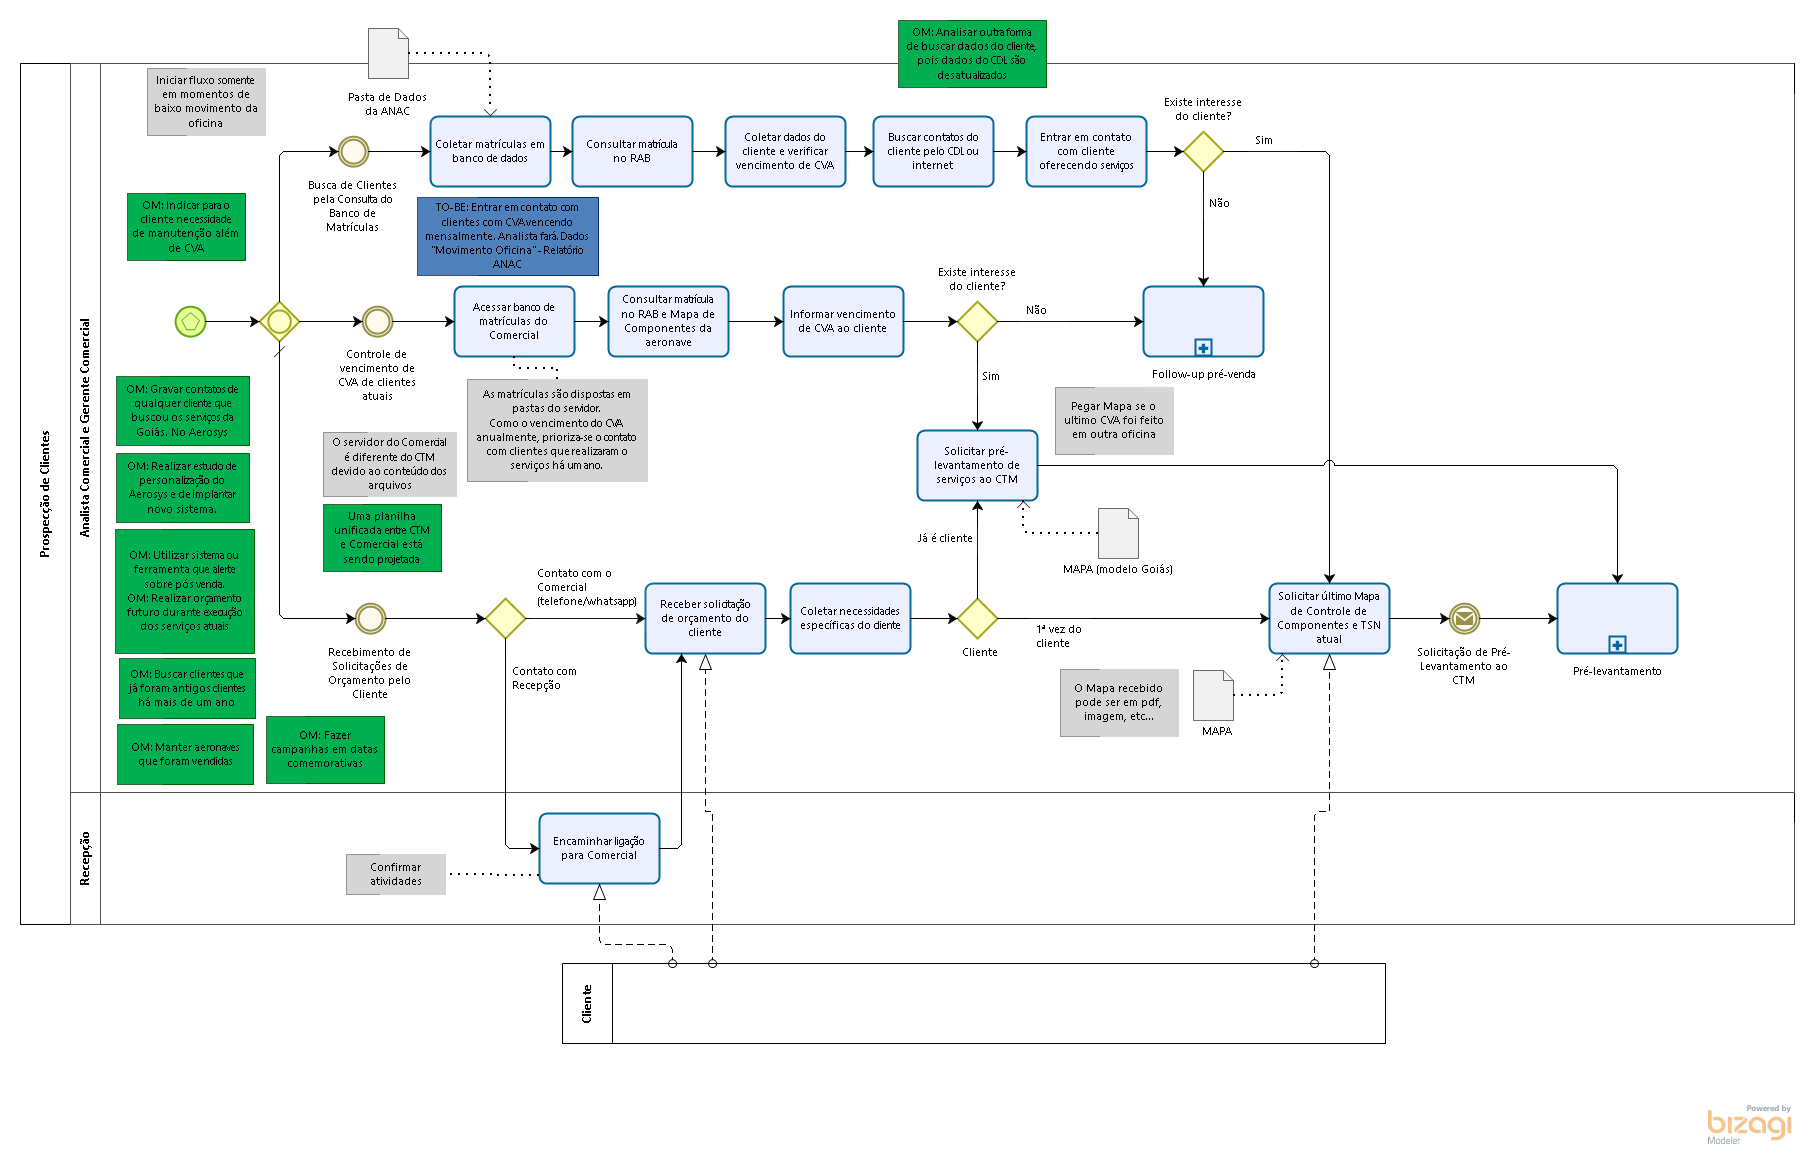 OM: Analisar outra forma
de buscar dados do cliente,
pois dados do CDL são
desatualizados
Iniciar fluxo somente
em momentos de
baixo movimento da
oficina
Pasta de Dados
da ANAC
Existe interesse
do cliente?
Coletar matrículas em
banco de dados
Consultar matrícula
no RAB
Coletar dados do
cliente e verificar
vencimento de CVA
Buscar contatos do
cliente pelo CDL ou
internet
Entrar em contato
com cliente
oferecendo serviços
Sim
Não
Busca de Clientes
pela Consulta do
Banco de
Matrículas
OM: Indicar para o
cliente necessidade
de manutenção além
de CVA
TO-BE: Entrar em contato com
clientes com CVA vencendo
mensalmente. Analista fará. Dados
"Movimento Oficina" - Relatório
ANAC
Existe interesse
do cliente?
Acessar banco de
matrículas do
Comercial
Consultar matrícula
no RAB e Mapa de
Componentes da
aeronave
Informar vencimento
de CVA ao cliente
Não
Sim
Follow-up pré-venda
Controle de
vencimento de
CVA de clientes
atuais
Prospecção de Clientes
Analista Comercial e Gerente Comercial
OM: Gravar contatos de
qualquer cliente que
buscou os serviços da
Goiás. No Aerosys
As matrículas são dispostas em
pastas do servidor.
Como o vencimento do CVA
anualmente, prioriza-se o contato
com clientes que realizaram o
serviços há um ano.
Pegar Mapa se o
ultimo CVA foi feito
em outra oficina
O servidor do Comercial
é diferente do CTM
devido ao conteúdo dos
arquivos
Solicitar pré-
levantamento de
serviços ao CTM
OM: Realizar estudo de
personalização do
Aerosys e de implantar
novo sistema.
Uma planilha
unificada entre CTM
e Comercial está
sendo projetada
Já é cliente
MAPA (modelo Goiás)
OM: Utilizar sistema ou
ferramenta que alerte
sobre pós venda.
OM: Realizar orçamento
futuro durante execução
dos serviços atuais
Contato com o
Comercial
(telefone/whatsapp)
Receber solicitação
de orçamento do
cliente
Coletar necessidades
específicas do cliente
Cliente
1ª vez do
cliente
Solicitar último Mapa
de Controle de
Componentes e TSN
atual
Solicitação de Pré-
Levantamento ao
CTM
Pré-levantamento
Recebimento de
Solicitações de
Orçamento pelo
Cliente
Contato com
Recepção
OM: Buscar clientes que
já foram antigos clientes
há mais de um ano
O Mapa recebido
pode ser em pdf,
imagem, etc...
MAPA
OM: Manter aeronaves
que foram vendidas
OM: Fazer
campanhas em datas
comemorativas
Recepção
Encaminhar ligação
para Comercial
Confirmar
atividades
Cliente
Powered by
bizagi
Modeler